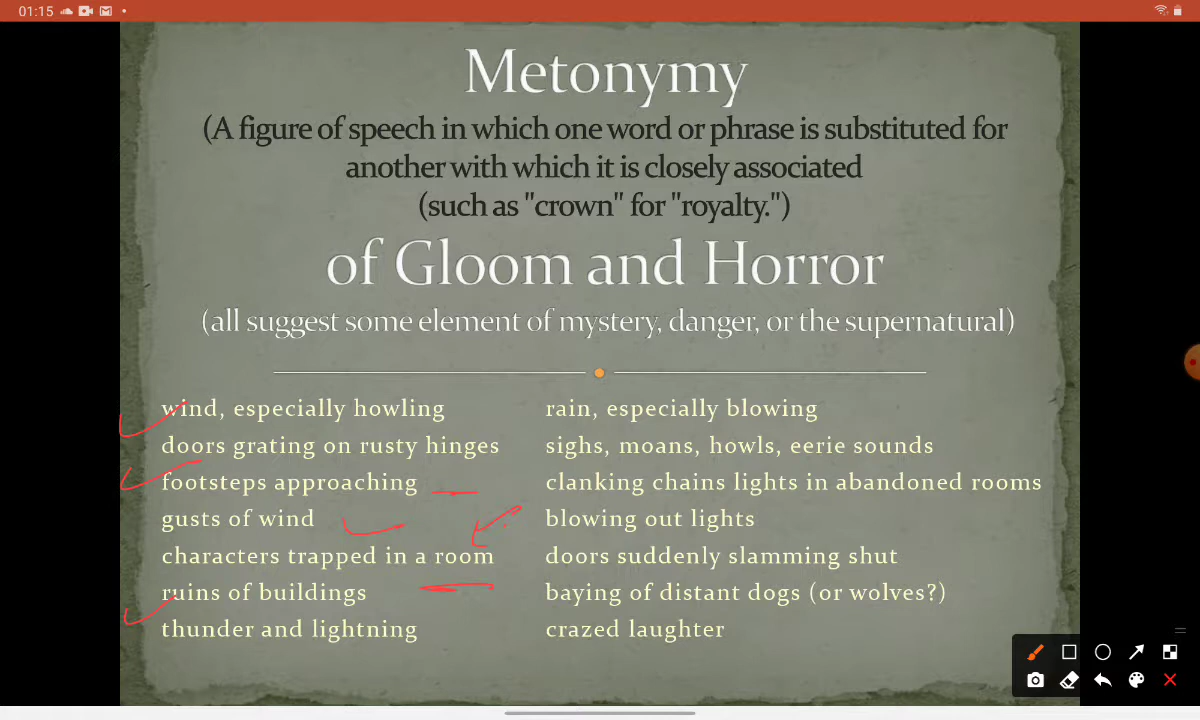 01:15
Metonymy
(A figure of speech in which one word or phrase is substituted for
another with which it is closely associated
(such as "crown" for "royalty.")
of Gloom and Horror
(all suggest some element of mystery, danger, or the supernatural)
wind, especially howling
doors grating on rusty hinges
footsteps approaching
gusts of wind
characters trapped in a room
ruins of buildings
thunder and lightning
rain, especially blowing
sighs, moans, howls, eerie sounds
clanking chains lights in abandoned rooms
blowing out lights
doors suddenly slamming shut
baying of distant dogs (or wolves?)
crazed laughter